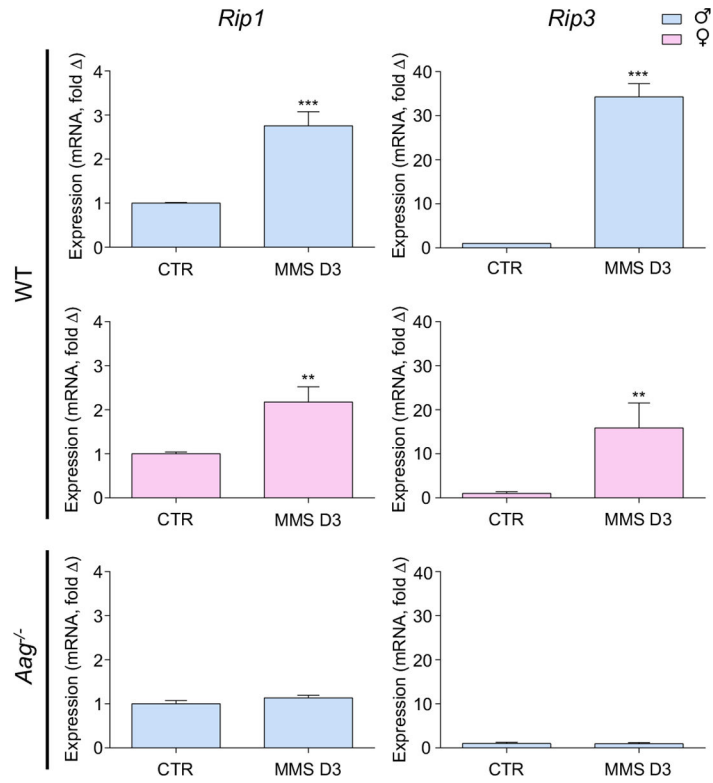 Rip1
Rip3
♂
♀
WT
Expression (mRNA, fold Δ)
4
3
2
1
0
***
CTR
MMS D3
Expression (mRNA, fold Δ)
40
30
20
10
0
***
CTR
MMS D3
Expression (mRNA, fold Δ)
4
3
2
1
0
**
CTR
MMS D3
Expression (mRNA, fold Δ)
40
30
20
10
0
**
CTR
MMS D3
Aag-/-
Expression (mRNA, fold Δ)
4
3
2
1
0
CTR
MMS D3
Expression (mRNA, fold Δ)
40
30
20
10
0
CTR
MMS D3